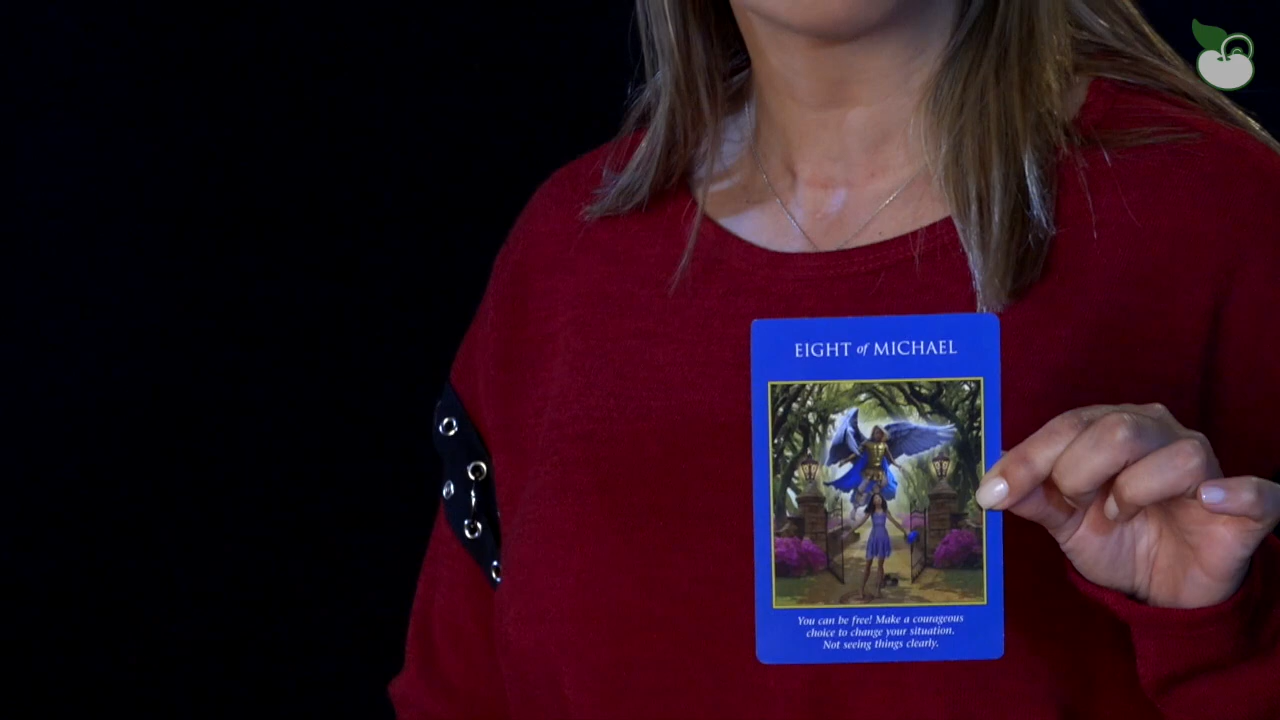 EIGHT of MICHAEL
You can be free! Make a courageous
choice to change your situation.
Not seeing things clearly.